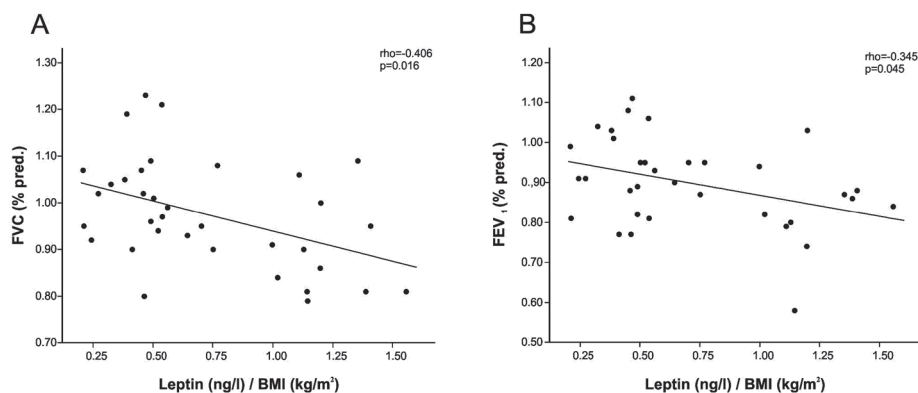 A
rho=-0.406
p=0.016
FVC (% pred.)
1.30
1.20
1.10
1.00
0.90
0.80
0.70
0.25 0.50 0.75 1.00 1.25 1.50
Leptin (ng/l) / BMI (kg/m²)
B
rho=-0.345
p=0.045
FEV ₁ (% pred.)
1.20
1.10
1.00
0.90
0.80
0.70
0.60
0.50
0.25 0.50 0.75 1.00 1.25 1.50
Leptin (ng/l) / BMI (kg/m²)